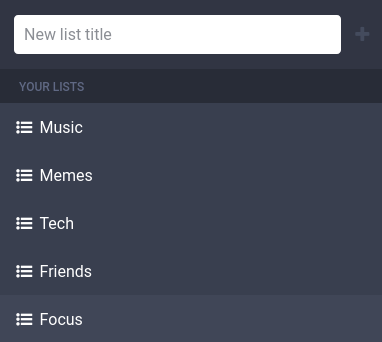 New list title
YOUR LISTS
Music
Memes
Tech
Friends
Focus